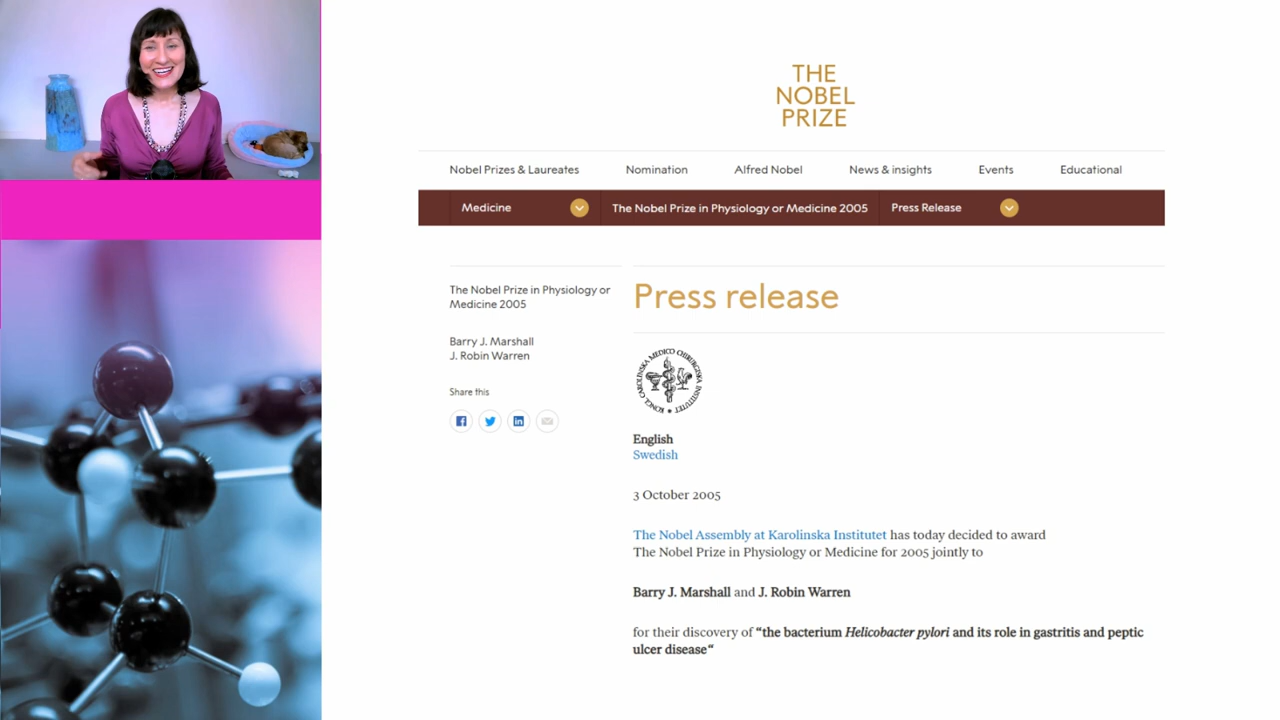 THE
NOBEL
PRIZE
Nobel Prizes & Laureates Nomination Alfred Nobel News & insights Events Educational
Medicine The Nobel Prize in Physiology or Medicine 2005 Press Release
The Nobel Prize in Physiology or
Medicine 2005
Barry J. Marshall
J. Robin Warren
Share this
Press release
English
Swedish
3 October 2005
The Nobel Assembly at Karolinska Institutet has today decided to award
The Nobel Prize in Physiology or Medicine for 2005 jointly to
Barry J. Marshall and J. Robin Warren
for their discovery of “the bacterium Helicobacter pylori and its role in gastritis and peptic
ulcer disease“